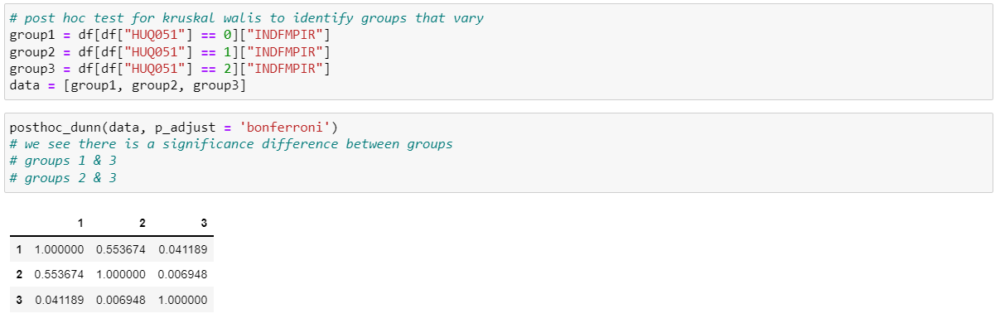 # post hoc test for kruskal walis to identify groups that vary
group1 = df[df["HUQ051"] == 0]["INDFMPIR"]
group2 = df[df["HUQ051"] == 1]["INDFMPIR"]
group3 = df[df["HUQ051"] == 2]["INDFMPIR"]
data = [group1, group2, group3]
posthoc_dunn(data, p_adjust = 'bonferroni')
# we see there is a significance difference between groups
# groups 1 & 3
# groups 2 & 3
1 2 3
1 1.000000 0.553674 0.041189
2 0.553674 1.000000 0.006948
3 0.041189 0.006948 1.000000